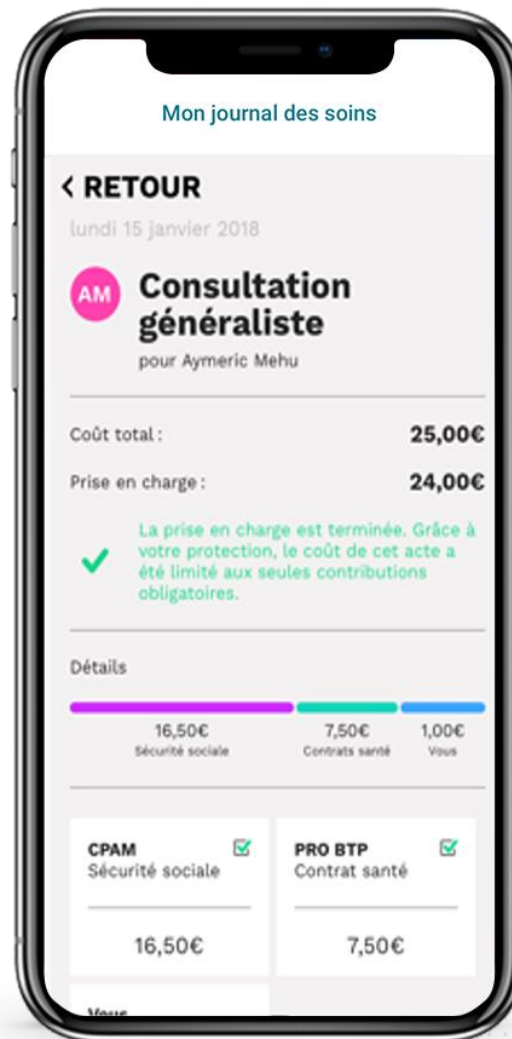 Mon journal des soins
< RETOUR
lundi 15 janvier 2018
AM
Consultation
généraliste
pour Aymeric Mehu
Coût total :
25,00€
Prise en charge :
24,00€
La prise en charge est terminée. Grâce à
votre protection, le coût de cet acte a
été limité aux seules contributions
obligatoires.
Détails
16,50€
Sécurité sociale
7,50€
Contrats santé
1,00€
Vous
CPAM
Sécurité sociale
16,50€
PRO BTP
Contrat santé
7,50€
Vous